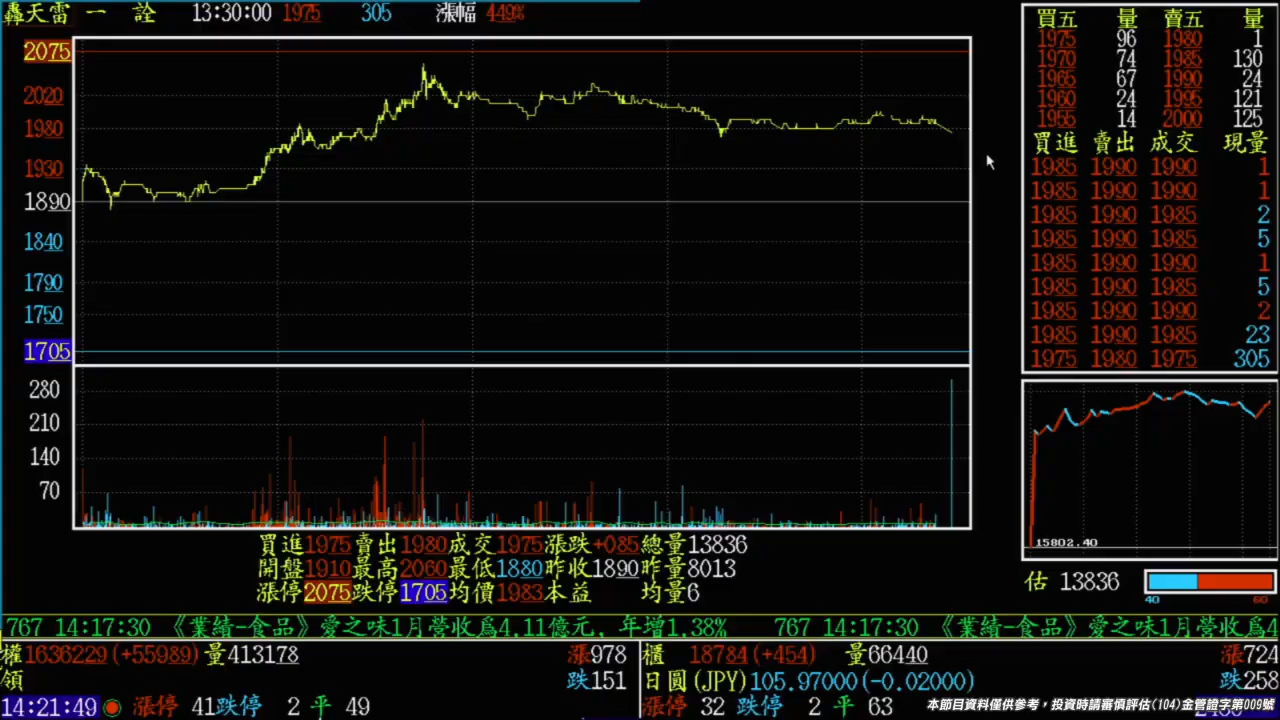 轟天雷 一 詮 13:30:00 1975 305 漲幅 449%
2075
2020
1980
1930
1890
1840
1790
1750
1705
280
210
140
70
買五 量 賣五 量
1975 96 1980 1
1970 74 1985 130
1965 67 1990 24
1960 24 1995 121
1955 14 2000 125
買進 賣出 成交 現量
1985 1990 1990 1
1985 1990 1990 1
1985 1990 1985 2
1985 1990 1985 5
1985 1990 1990 1
1985 1990 1985 5
1985 1990 1990 2
1985 1990 1985 23
1975 1980 1975 305
15802.40
估 13836
40 60
買進1975賣出1980成交1975漲跌+085總量13836
開盤1910最高2060最低1880昨收1890昨量8013
漲停2075跌停1705均價1983本益 均量6
767 14:17:30 《業績-食品》愛之味1月營收為4.11億元, 年增1.38% 767 14:17:30 《業績-食品》愛之味1月營收為4
權1636229(+55989)量413178 漲978 櫃 18784(+454) 量66440 漲724
領 跌151 日圓(JPY)105.97000(-0.02000) 跌258
14:21:49 漲停 41跌停 2 平 49 漲停 32 跌停 2 平 63
本節目資料僅供參考，投資時請審慎評估(104)金管證字第009號